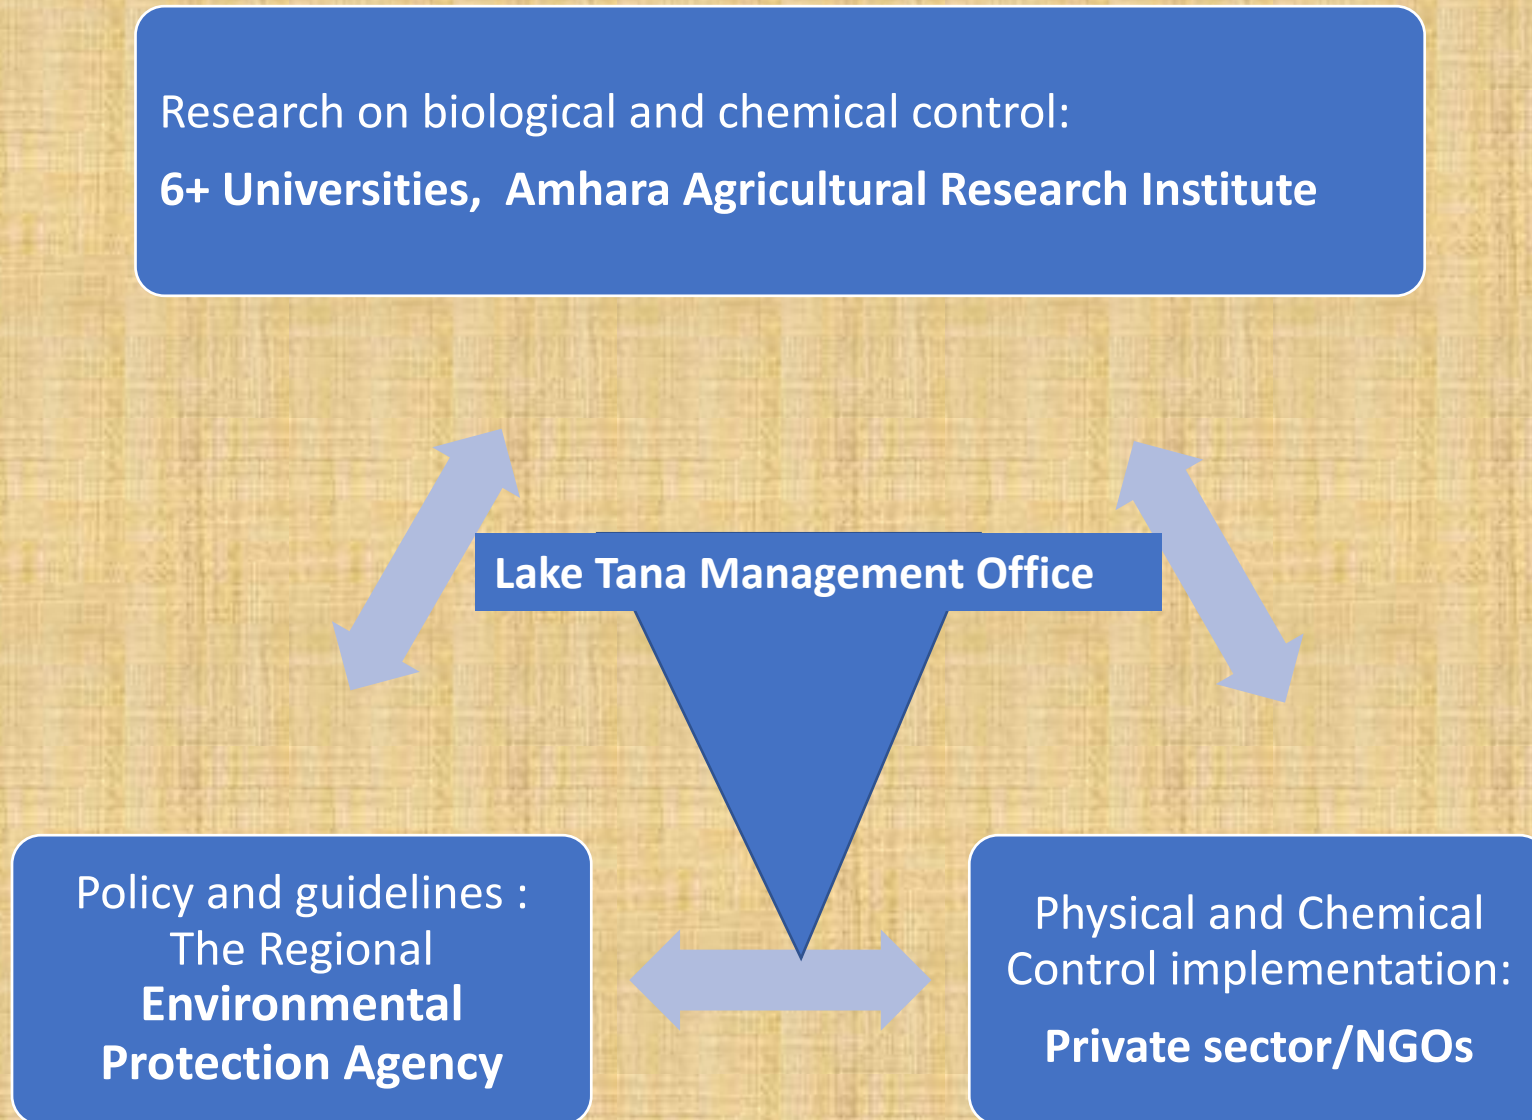 Research on biological and chemical control:
6+ Universities,  Amhara Agricultural Research Institute
Lake Tana Management Office
Policy and guidelines :
The Regional
Environmental
Protection Agency
Physical and Chemical
Control implementation:
Private sector/NGOs